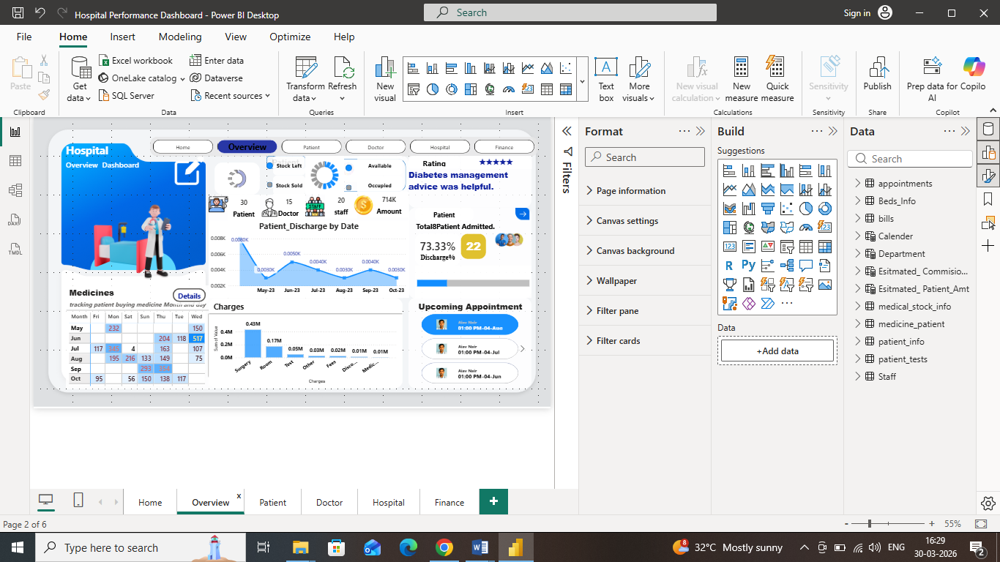 Hospital Performance Dashboard - Power BI Desktop
Search
Sign in
File Home Insert Modeling View Optimize Help
Paste
Get data
Excel workbook
OneLake catalog
SQL Server
Enter data
Dataverse
Recent sources
Transform data
Refresh
New visual
Text box
More visuals
New visual calculation
New measure
Quick measure
Sensitivity
Publish
Prep data for AI
Copilo
Clipboard
Data
Queries
Insert
Calculations
Sensitivity
Share
Copilot
Hospital
Overview Dashboard
Home
Overview
Patient
Doctor
Hospital
Finance
Stock Left
Stock Sold
Available
Occupied
Rating
★★★★★
Diabetes management
advice was helpful.
30
Patient
15
Doctor
STAFF
20
staff
714K
Amount
Patient
Total8Patient Admitted.
73.33%
Discharge%
22
Patient_Discharge by Date
0.008K
0.006K
0.004K
0.002K
0.0080K
0.0030K
0.0050K
0.0040K
0.0030K
0.0040K
0.0030K
May-23 Jun-23 Jul-23 Aug-23 Sep-23 Oct-23
Medicines
Details
tracking patient buying medicine Month and day
Month Fri Mon Sat Sun Thu Tue Wed
May 232 150
Jun 204 118 517
Jul 117 4 163 107
Aug 195 216 133 149 75
Sep 293
Oct 95 56 150 138 117
Charges
Sum of Value
0.4M
0.2M
0.0M
0.43M
0.17M
0.05M
0.03M
0.02M
0.01M
0.01M
Surgery
Room
Test
Other
Fees
Disco...
Medic...
Charges
Upcoming Appointment
01:00 PM-04-Aug
01:00 PM-04-Jul
01:00 PM-04-Jun
Filters
Format
Search
Page information
Canvas settings
Canvas background
Wallpaper
Filter pane
Filter cards
Build
Suggestions
Data
+Add data
Data
Search
appointments
Beds_Info
bills
Calender
Department
Esitmated_ Commisio...
Estimated_ Patient_Amt
medical_stock_info
medicine_patient
patient_info
patient_tests
Staff
DAX
TMDL
Home
Overview
x
Patient
Doctor
Hospital
Finance
+
Page 2 of 6
- + 55%
Type here to search
8
32°C Mostly sunny
ENG
16:29
30-03-2026
2